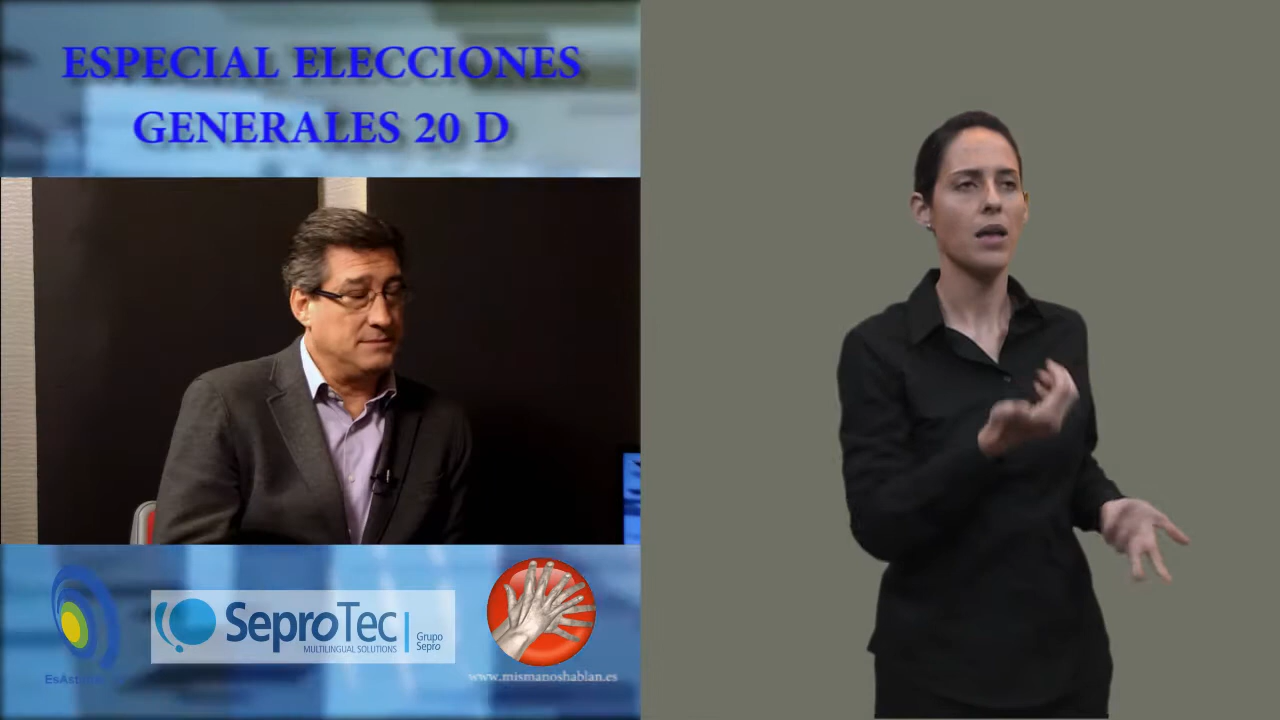 ESPECIAL ELECCIONES
GENERALES 20 D
SeproTec
MULTILINGUAL SOLUTIONS
Grupo
Sepro
www.mismanoshablan.es